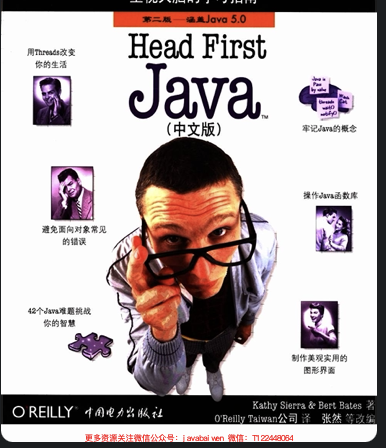 第二版——涵盖Java 5.0
Head First
Java™
（中文版）
用Threads改变
你的生活
牢记Java的概念
避免面向对象常见
的错误
操作Java函数库
42个Java难题挑战
你的智慧
制作美观实用的
图形界面
Kathy Sierra & Bert Bates 著
O'Reilly Taiwan公司 译 张然 等改编
O'REILLY® 中国电力出版社
更多资源关注微信公众号：javabaiwen 微信：T122448064